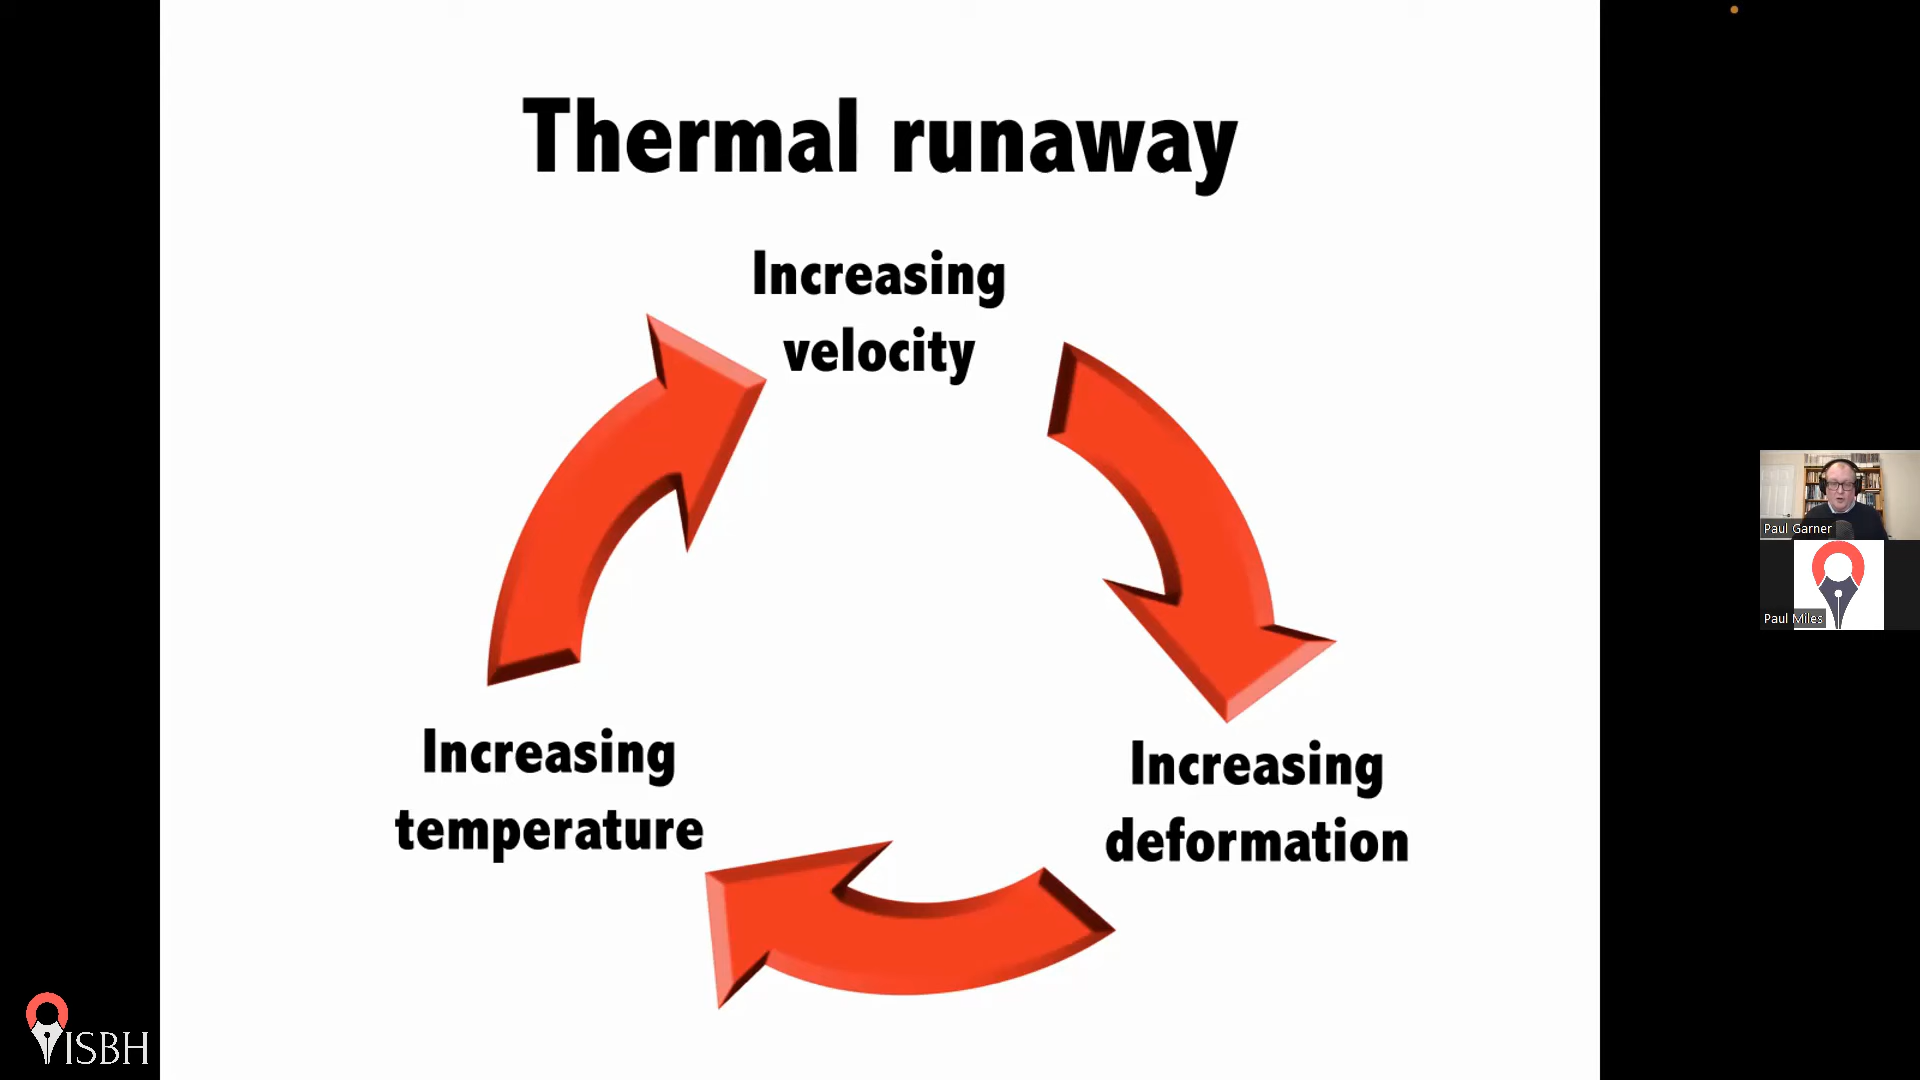 Thermal runaway
Increasing
velocity
Increasing
temperature
Increasing
deformation
Paul Garner
Paul Miles
ISBH